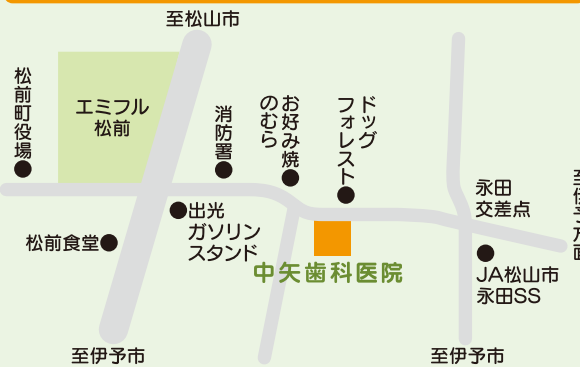 至松山市
松前町役場
エミフル
松前
消防署
お好み焼
のむら
ドッグ
フォレスト
永田
交差点
出光
ガソリン
スタンド
松前食堂
中矢歯科医院
JA松山市
永田SS
至伊予市
至伊予市